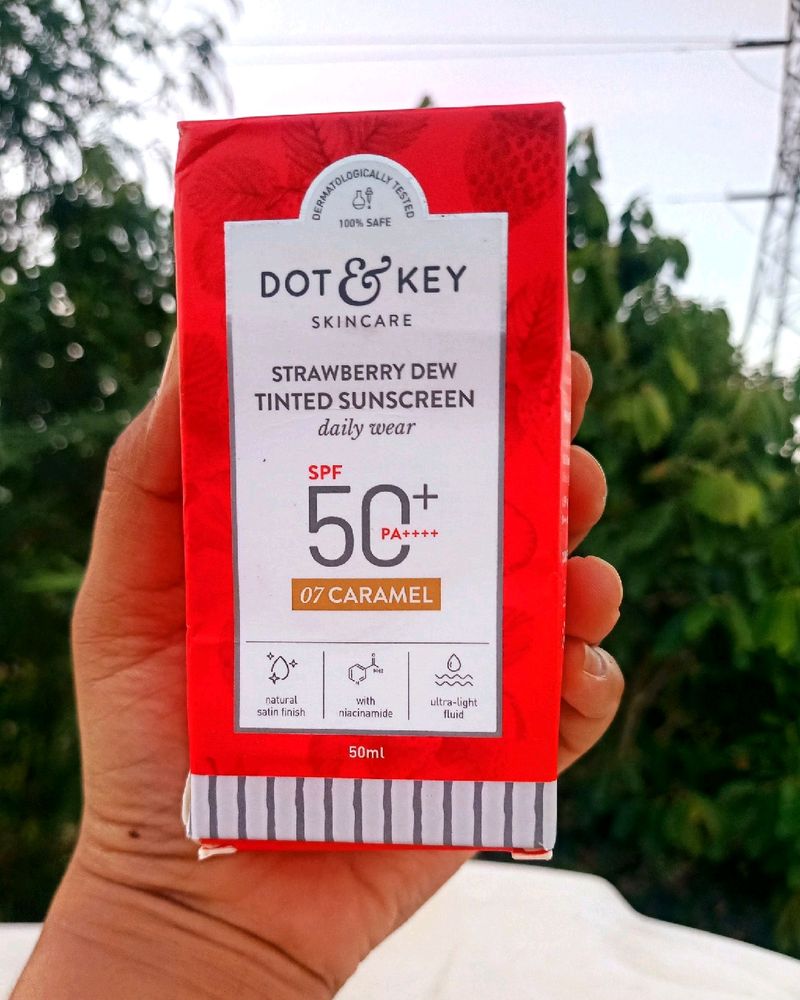 DERMATOLOGICALLY TESTED
100% SAFE
DOT & KEY
SKINCARE
STRAWBERRY DEW
TINTED SUNSCREEN
daily wear
SPF
50+
PA++++
07 CARAMEL
natural
satin finish
with
niacinamide
ultra-light
fluid
50ml